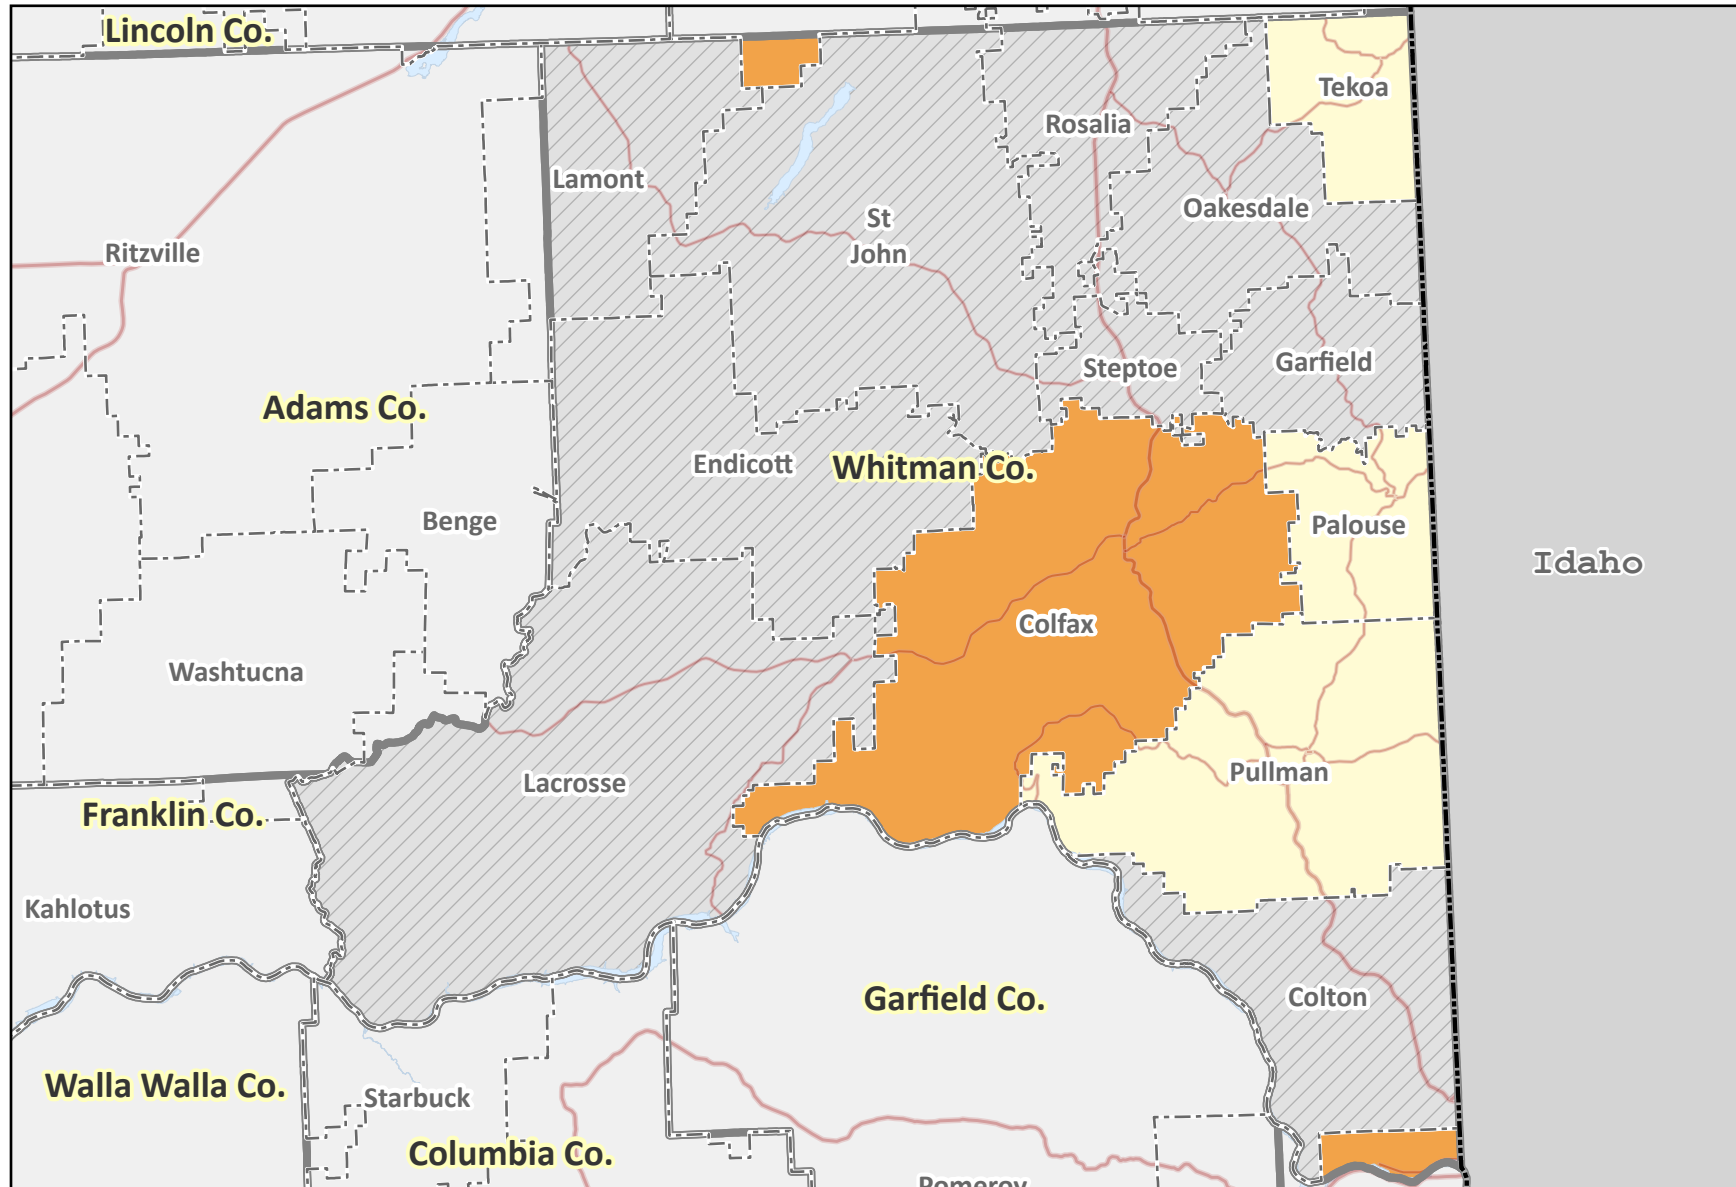 Lincoln Co.
Tekoa
Rosalia
Lamont
Oakesdale
St
John
Ritzville
Garfield
Steptoe
Adams Co.
Endicott
Whitman Co.
Benge
Palouse
Idaho
Colfax
Washtucna
Pullman
Lacrosse
Franklin Co.
Kahlotus
Colton
Garfield Co.
Walla Walla Co.
Starbuck
Columbia Co.
Pomeroy